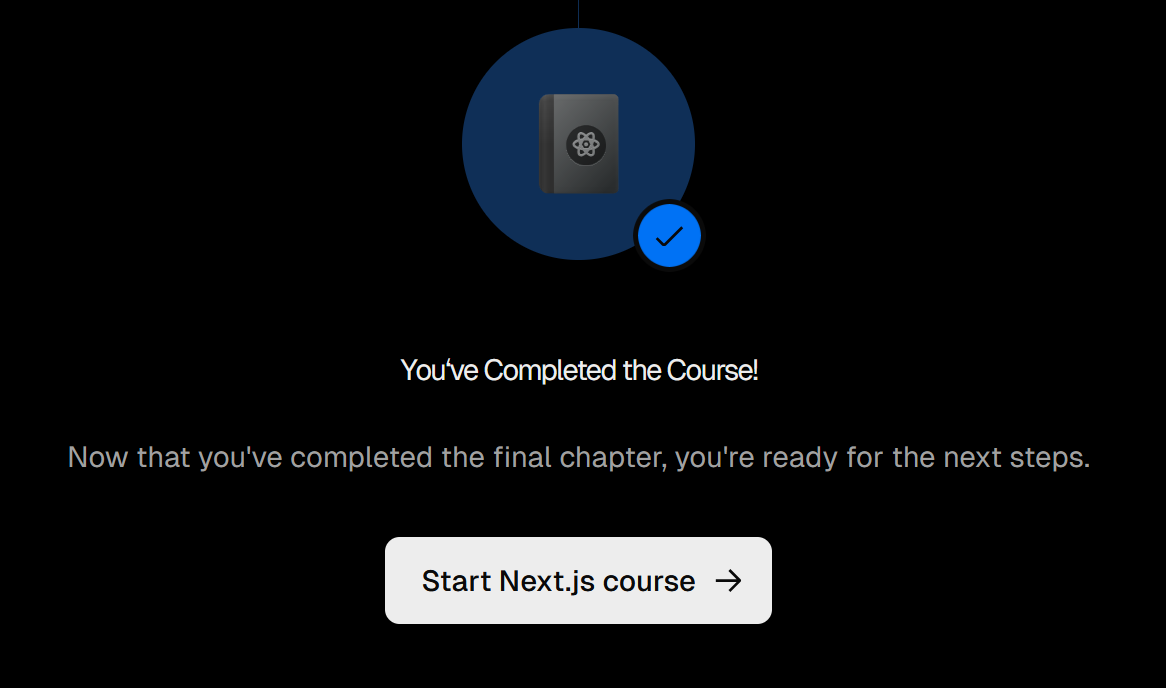 You‘ve Completed the Course!
Now that you've completed the final chapter, you're ready for the next steps.
Start Next.js course →